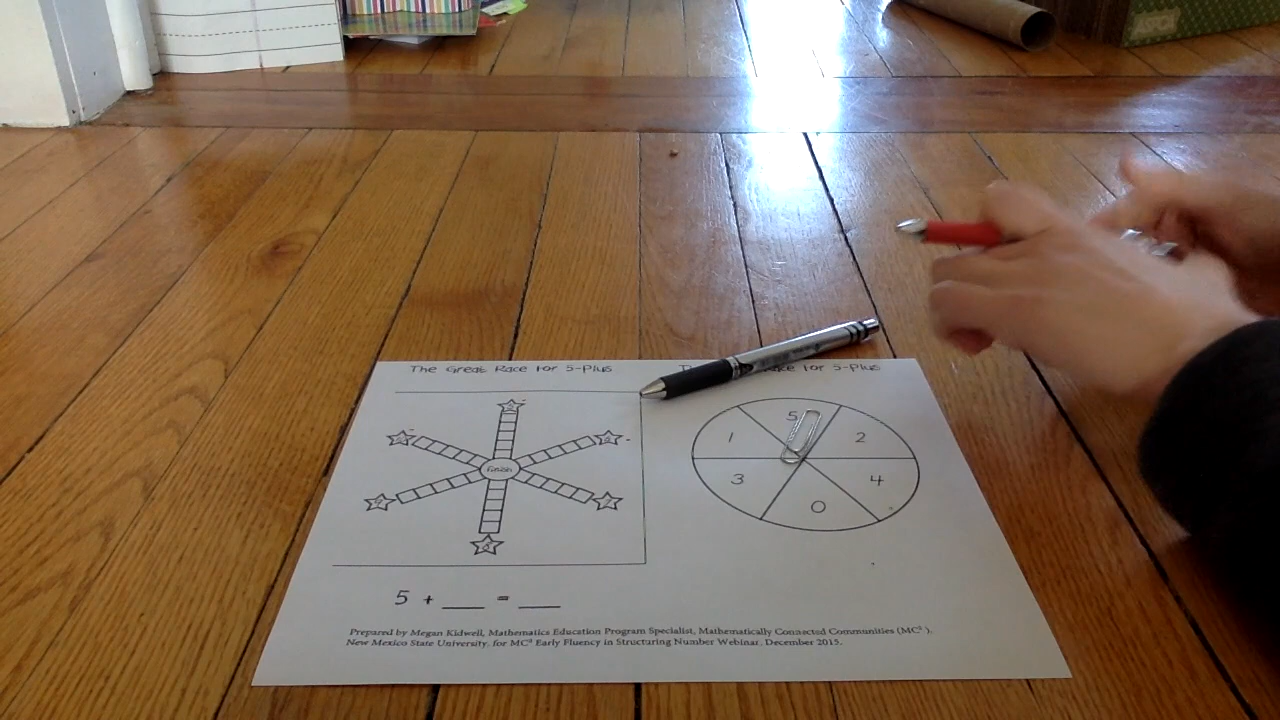 The Great Race for 5-Plus
Race for 5-Plus
5
1
2
3
4
0
Finish
5 + ___ = ___
Prepared by Megan Kidwell, Mathematics Education Program Specialist, Mathematically Connected Communities (MC² ).
New Mexico State University. for MC² Early Fluency in Structuring Number Webinar, December 2015.